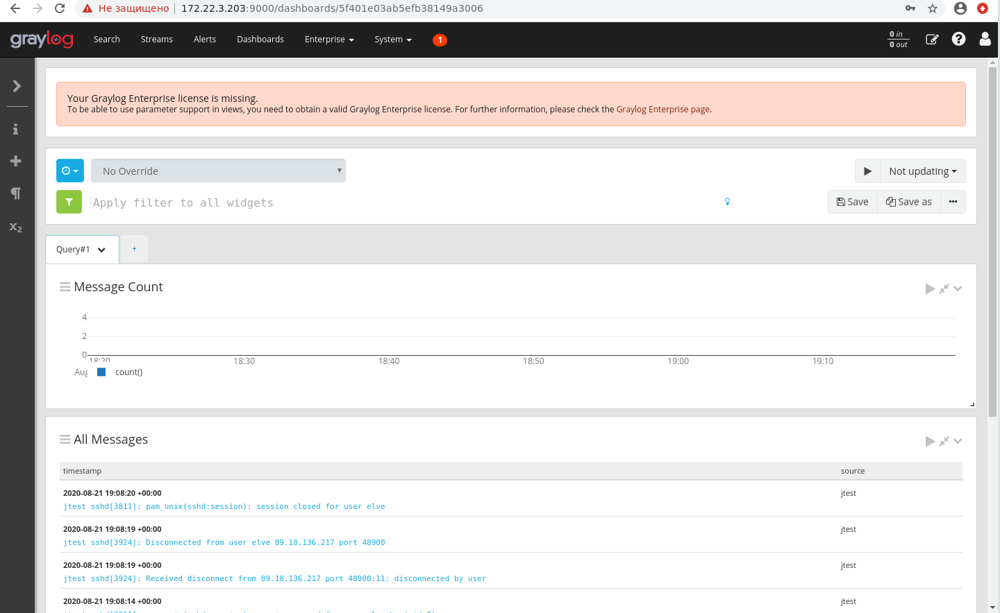 Не защищено 172.22.3.203:9000/dashboards/5f401e03ab5efb38149a3006
graylog Search Streams Alerts Dashboards Enterprise System 1 0 in
0 out
Your Graylog Enterprise license is missing.
To be able to use parameter support in views, you need to obtain a valid Graylog Enterprise license. For further information, please check the Graylog Enterprise page.
No Override Not updating
Apply filter to all widgets Save Save as
x2
Query#1 +
Message Count
4
2
0
18:20 18:30 18:40 18:50 19:00 19:10
Aug count()
All Messages
timestamp source
2020-08-21 19:08:20 +00:00 jtest
jtest sshd[3811]: pam_unix(sshd:session): session closed for user elve
2020-08-21 19:08:19 +00:00 jtest
jtest sshd[3924]: Disconnected from user elve 89.18.136.217 port 48900
2020-08-21 19:08:19 +00:00 jtest
jtest sshd[3924]: Received disconnect from 89.18.136.217 port 48900:11: disconnected by user
2020-08-21 19:08:14 +00:00 jtest